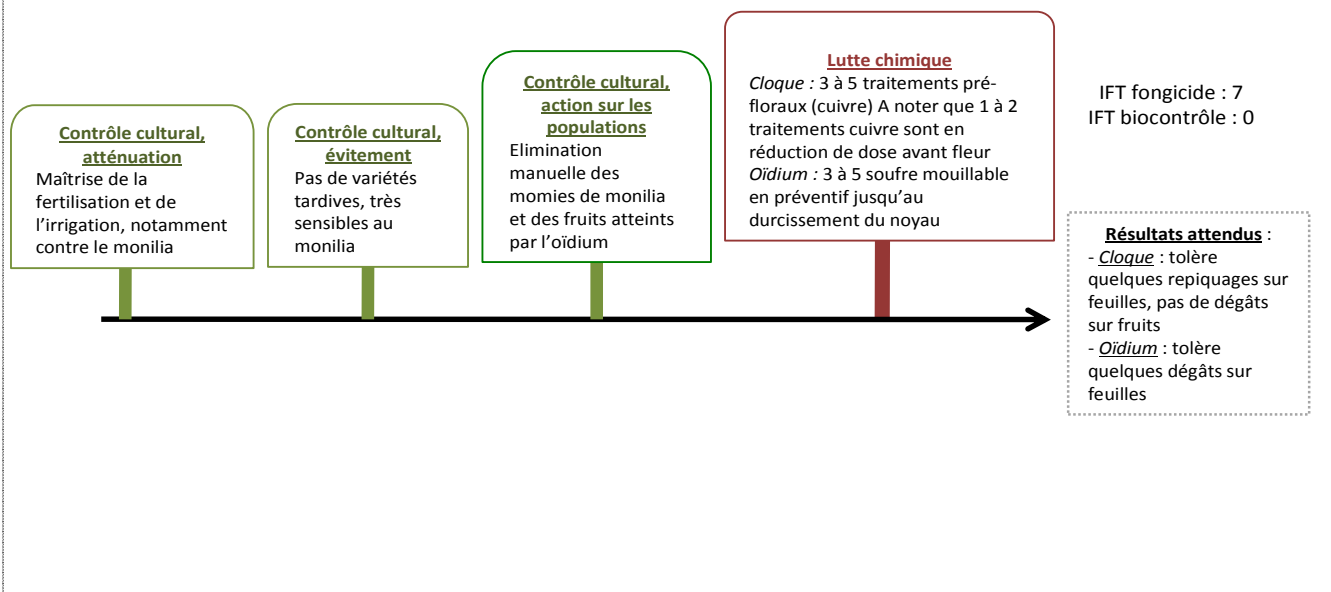 Contrôle cultural,
atténuation
Maîtrise de la
fertilisation et de
l’irrigation, notamment
contre le monilia
Contrôle cultural,
évitement
Pas de variétés
tardives, très
sensibles au
monilia
Contrôle cultural,
action sur les
populations
Elimination
manuelle des
momies de monilia
et des fruits atteints
par l’oïdium
Lutte chimique
Cloque : 3 à 5 traitements pré-
floraux (cuivre) A noter que 1 à 2
traitements cuivre sont en
réduction de dose avant fleur
Oïdium : 3 à 5 soufre mouillable
en préventif jusqu’au
durcissement du noyau
IFT fongicide : 7
IFT biocontrôle : 0
Résultats attendus :
- Cloque : tolère
quelques repiquages sur
feuilles, pas de dégâts
sur fruits
- Oïdium : tolère
quelques dégâts sur
feuilles